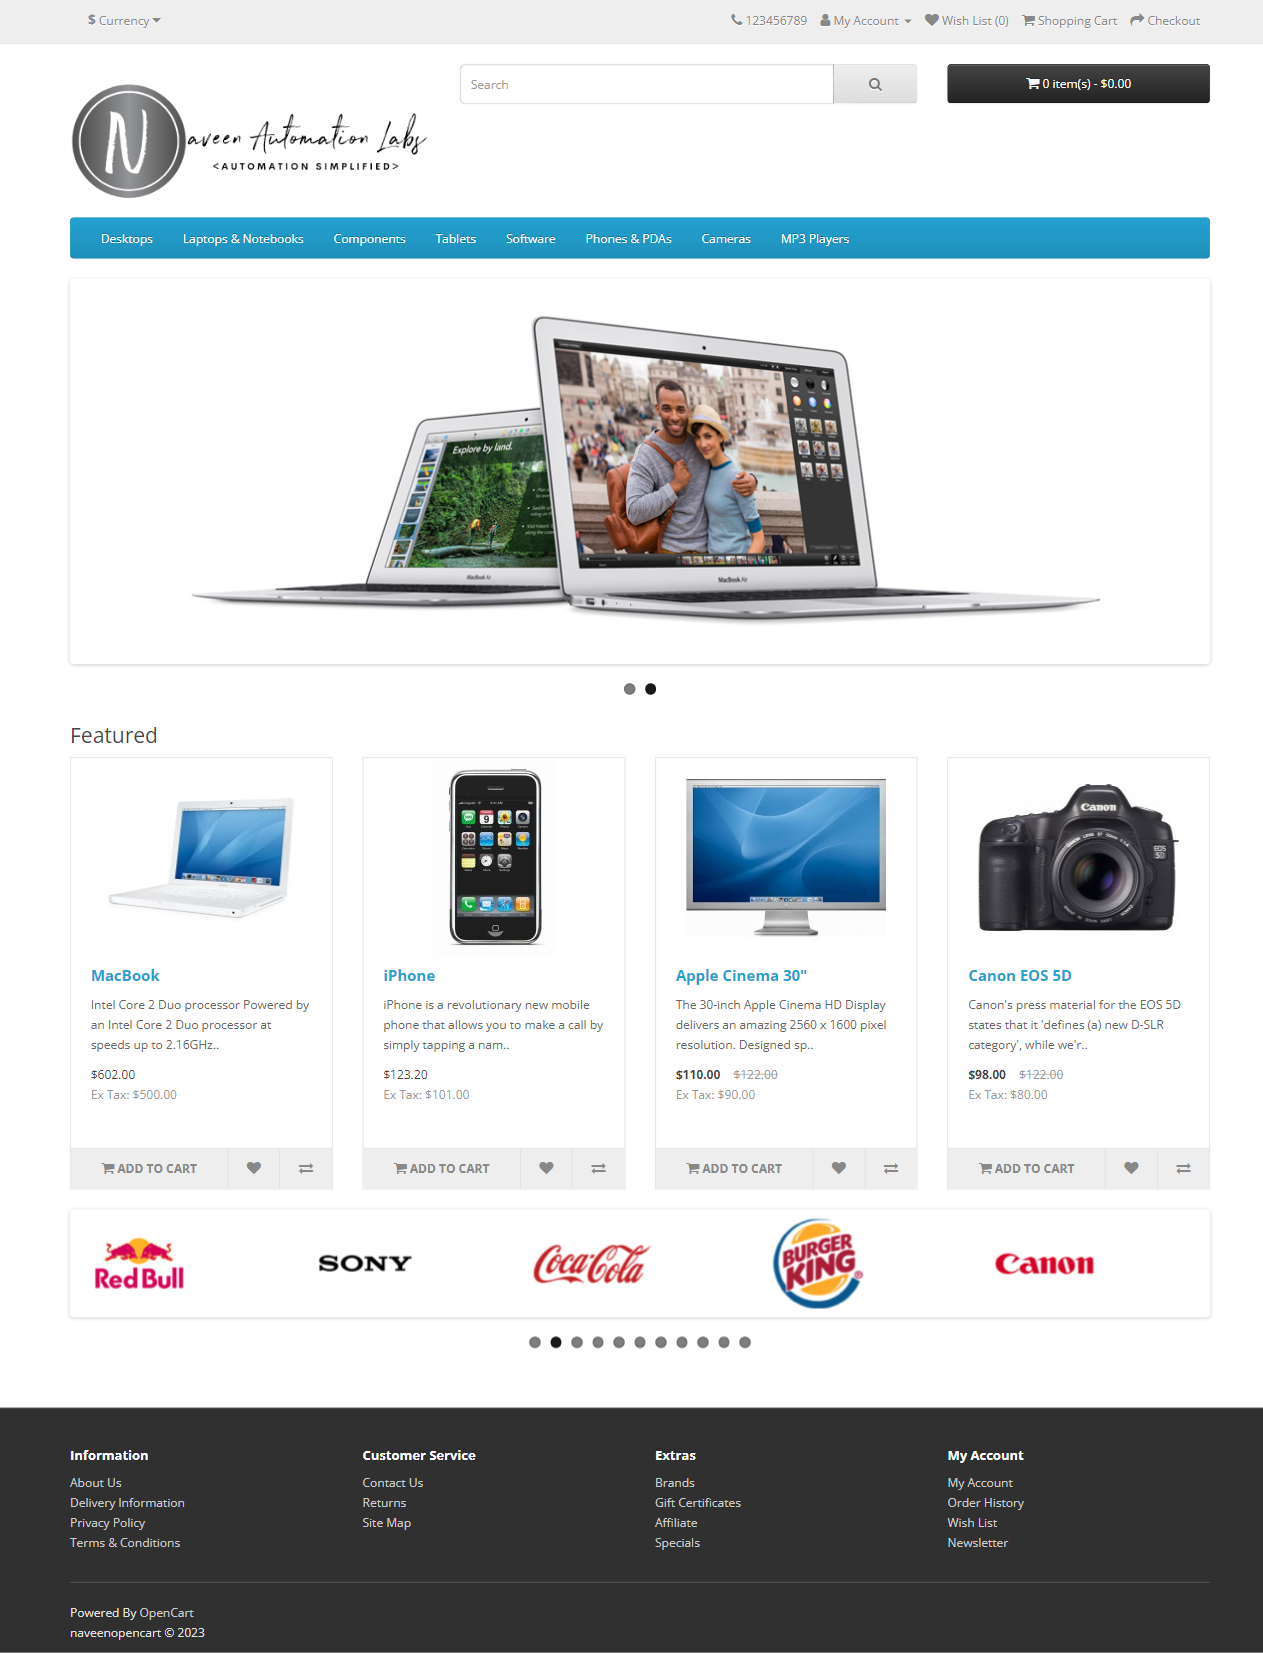 $ Currency
123456789 My Account Wish List (0) Shopping Cart Checkout
Search
0 item(s) - $0.00
N
aveen Automation Labs
<AUTOMATION SIMPLIFIED>
Desktops Laptops & Notebooks Components Tablets Software Phones & PDAs Cameras MP3 Players
Explore by land.
MacBook Air
MacBook Air
Featured
Canon
EOS
5D
MacBook
Intel Core 2 Duo processor Powered by
an Intel Core 2 Duo processor at
speeds up to 2.16GHz..
$602.00
Ex Tax: $500.00
ADD TO CART
iPhone
iPhone is a revolutionary new mobile
phone that allows you to make a call by
simply tapping a nam..
$123.20
Ex Tax: $101.00
ADD TO CART
Apple Cinema 30"
The 30-inch Apple Cinema HD Display
delivers an amazing 2560 x 1600 pixel
resolution. Designed sp..
$110.00 $122.00
Ex Tax: $90.00
ADD TO CART
Canon EOS 5D
Canon's press material for the EOS 5D
states that it 'defines (a) new D-SLR
category', while we'r..
$98.00 $122.00
Ex Tax: $80.00
ADD TO CART
Red Bull
SONY
Coca-Cola
BURGER
KING
Canon
Information
About Us
Delivery Information
Privacy Policy
Terms & Conditions
Customer Service
Contact Us
Returns
Site Map
Extras
Brands
Gift Certificates
Affiliate
Specials
My Account
My Account
Order History
Wish List
Newsletter
Powered By OpenCart
naveenopencart © 2023